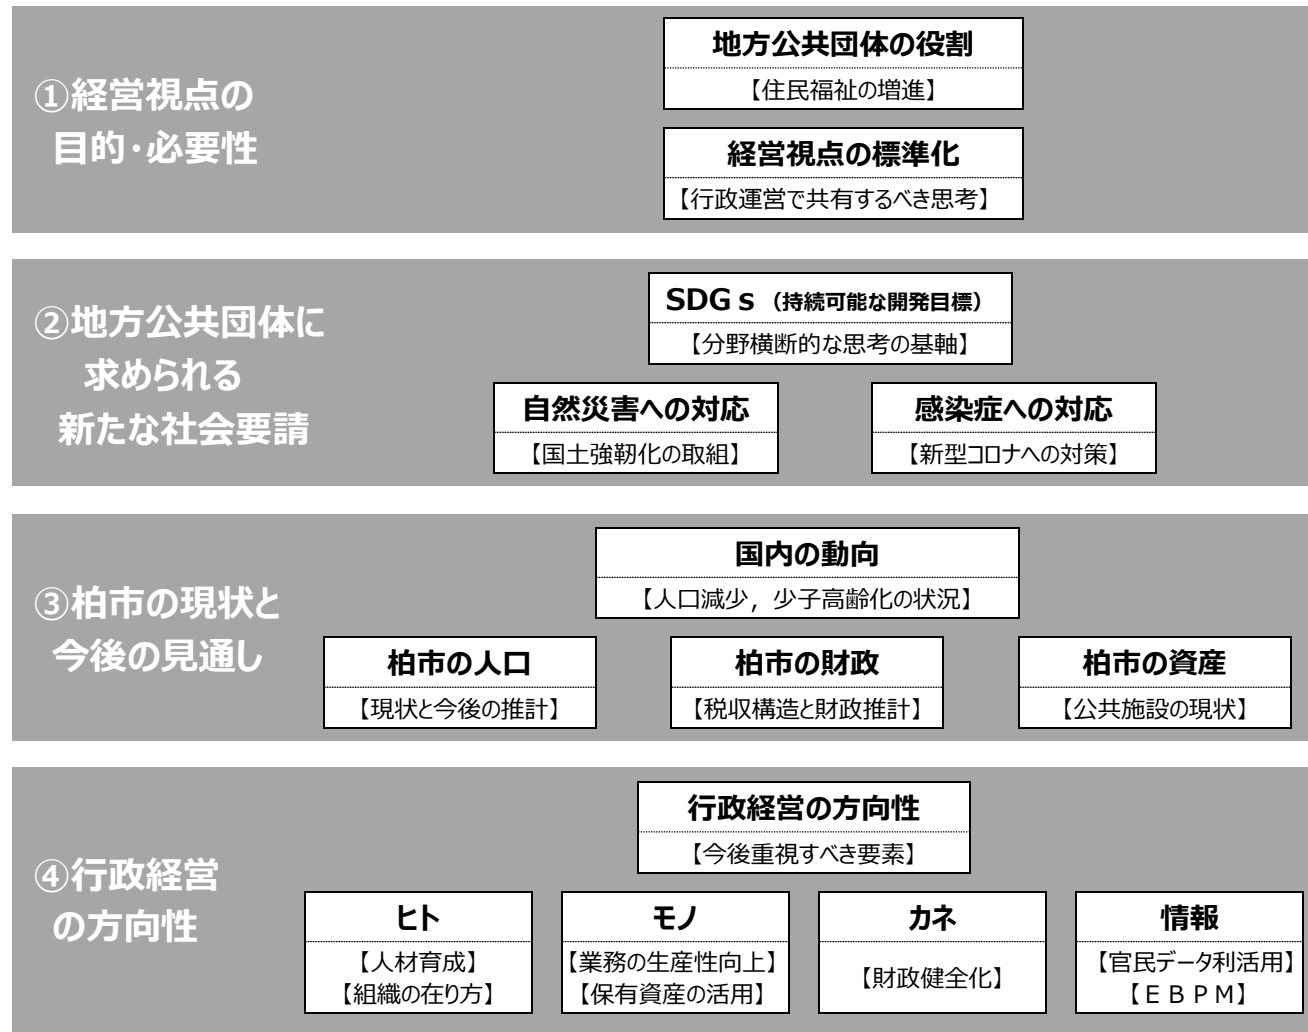 ①経営視点の
目的・必要性
地方公共団体の役割
【住民福祉の増進】
経営視点の標準化
【行政運営で共有するべき思考】
②地方公共団体に
求められる
新たな社会要請
SDGｓ（持続可能な開発目標）
【分野横断的な思考の基軸】
自然災害への対応
【国土強靭化の取組】
感染症への対応
【新型コロナへの対策】
③柏市の現状と
今後の見通し
国内の動向
【人口減少，少子高齢化の状況】
柏市の人口
【現状と今後の推計】
柏市の財政
【税収構造と財政推計】
柏市の資産
【公共施設の現状】
④行政経営
の方向性
行政経営の方向性
【今後重視すべき要素】
ヒト
【人材育成】
【組織の在り方】
モノ
【業務の生産性向上】
【保有資産の活用】
カネ
【財政健全化】
情報
【官民データ利活用】
【ＥＢＰＭ】